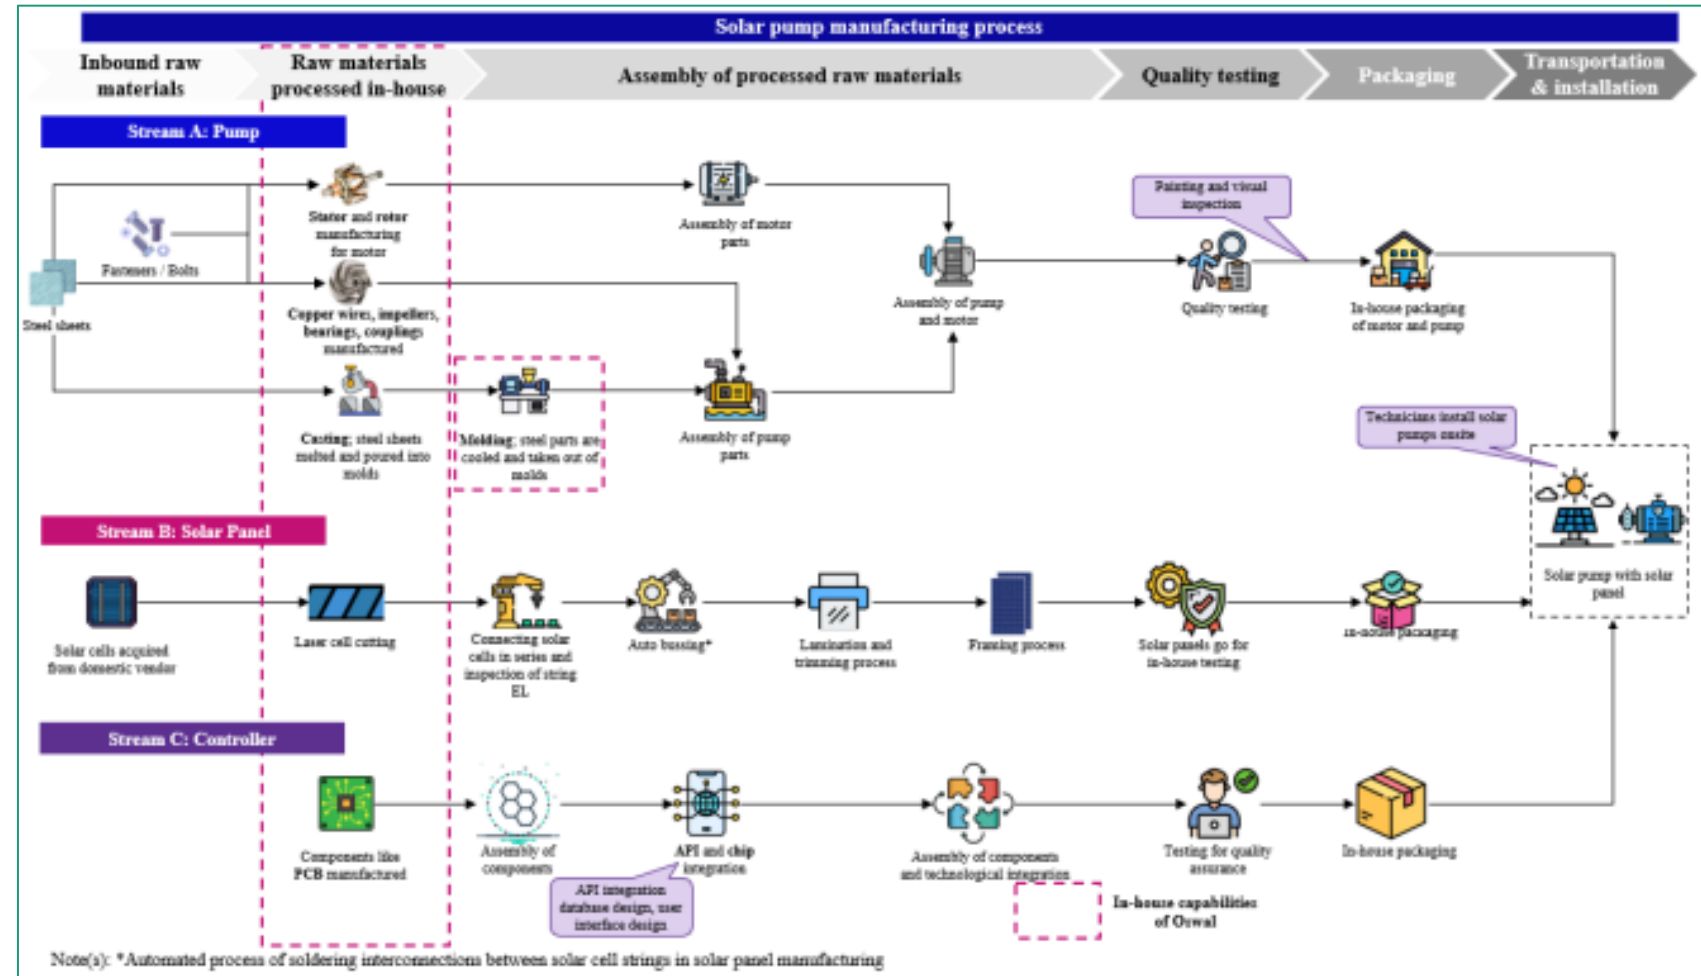 Solar pump manufacturing process
Inbound raw
materials
Raw materials
processed in-house
Assembly of processed raw materials
Quality testing
Packaging
Transportation
& installation
Stream A: Pump
Fasteners / Bolts
Steel sheets
Stator and rotor
manufacturing
for motor
Copper wires, impellers,
bearings, couplings
manufactured
Casting; steel sheets
melted and poured into
molds
Molding; steel parts are
cooled and taken out of
molds
Assembly of motor
parts
Assembly of pump
parts
Assembly of pump
and motor
Painting and visual
inspection
Quality testing
In-house packaging
of motor and pump
Technicians install solar
pumps onsite
Solar pump with solar
panel
Stream B: Solar Panel
Solar cells acquired
from domestic vendor
Laser cell cutting
Connecting solar
cells in series and
inspection of string
EL
Auto bussing*
Lamination and
trimming process
Framing process
Solar panels go for
in-house testing
In-house packaging
Stream C: Controller
Components like
PCB manufactured
Assembly of
components
API and chip
integration
API integration
database design, user
interface design
Assembly of components
and technological integration
Testing for quality
assurance
In-house packaging
In-house capabilities
of Oswal
Note(s): *Automated process of soldering interconnections between solar cell strings in solar panel manufacturing